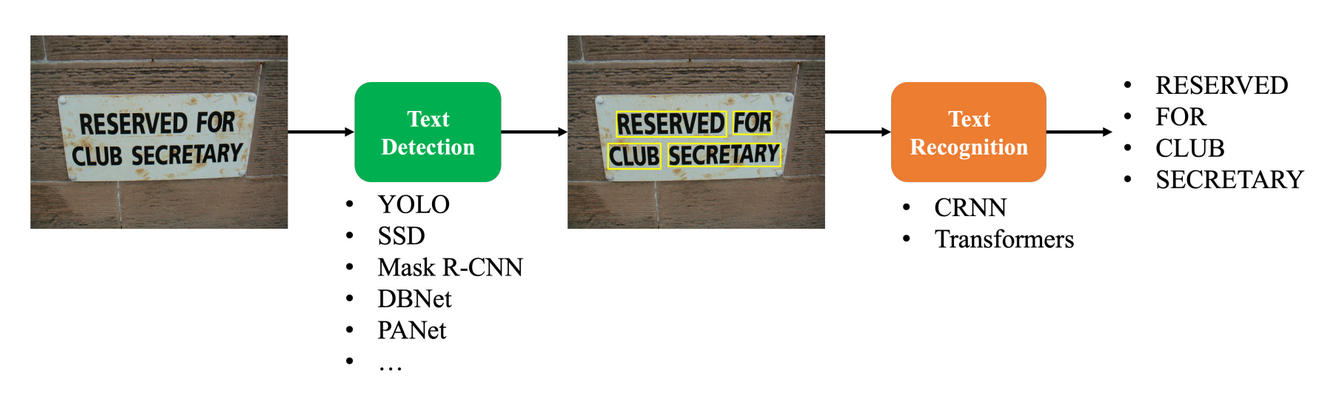 RESERVED FOR
CLUB SECRETARY
Text
Detection
• YOLO
• SSD
• Mask R-CNN
• DBNet
• PANet
• …
RESERVED FOR
CLUB SECRETARY
Text
Recognition
• CRNN
• Transformers
• RESERVED
• FOR
• CLUB
• SECRETARY